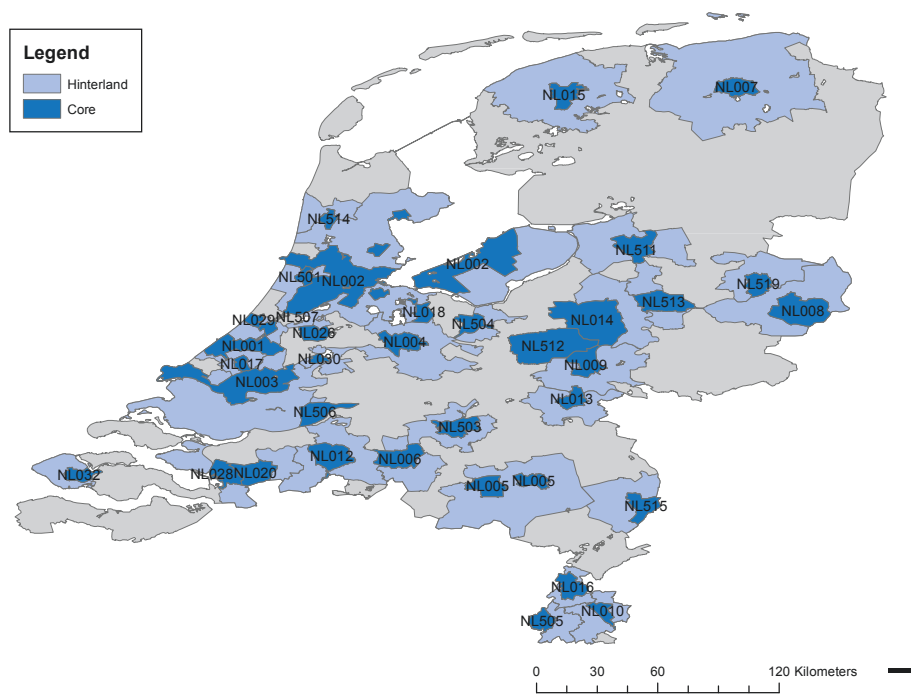 Legend
Hinterland
Core
NL015
NL007
NL514
NL511
NL501
NL002
NL002
NL519
NL513
NL008
NL018
NL507
NL029
NL504
NL014
NL026
NL001
NL004
NL512
NL030
NL017
NL009
NL003
NL013
NL506
NL503
NL012
NL006
NL032
NL028
NL020
NL005
NL005
NL515
NL016
NL010
NL505
0 30 60 120 Kilometers